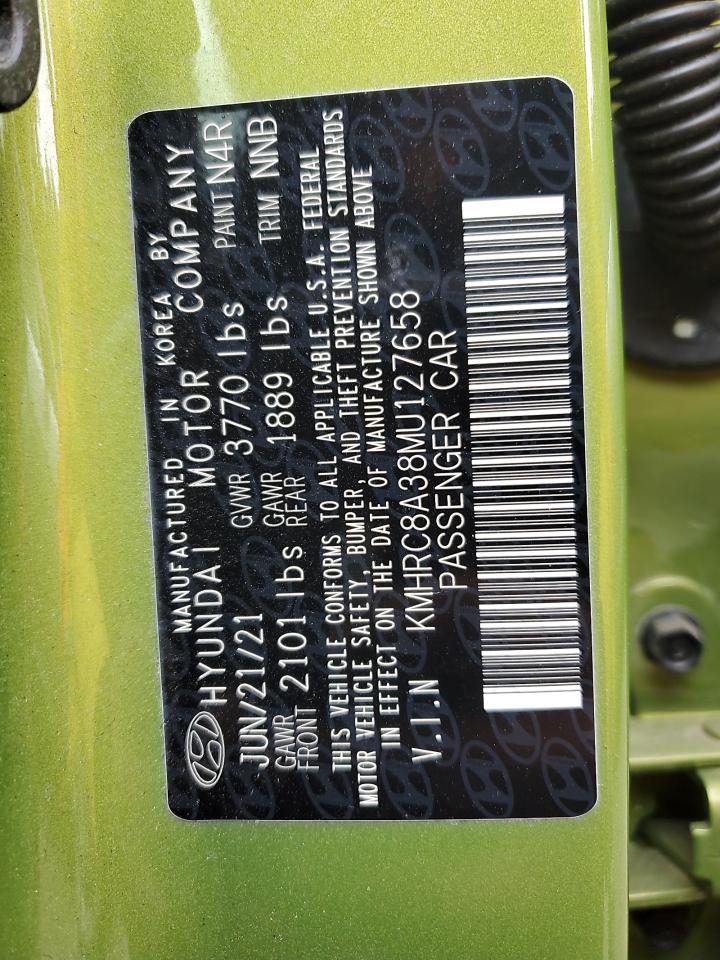 MANUFACTURED IN KOREA BY
HYUNDAI MOTOR COMPANY
JUN/21/21 GVWR 3770 lbs PAINT N4R
GAWR FRONT 2101 lbs GAWR REAR 1889 lbs TRIM NNB
THIS VEHICLE CONFORMS TO ALL APPLICABLE U.S.A. FEDERAL
MOTOR VEHICLE SAFETY, BUMPER, AND THEFT PREVENTION STANDARDS
IN EFFECT ON THE DATE OF MANUFACTURE SHOWN ABOVE
V.I.N KMHRC8A38MU127658
PASSENGER CAR